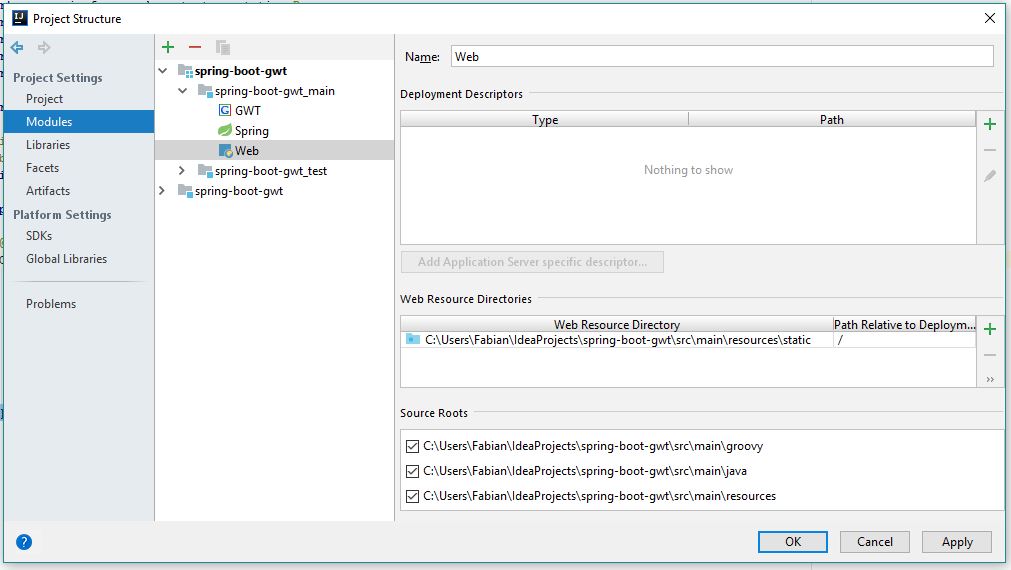 Project Structure
Project Settings
Project
Modules
Libraries
Facets
Artifacts
Platform Settings
SDKs
Global Libraries
Problems
spring-boot-gwt
spring-boot-gwt_main
GWT
Spring
Web
spring-boot-gwt_test
spring-boot-gwt
Name: Web
Deployment Descriptors
Type Path
Nothing to show
Add Application Server specific descriptor...
Web Resource Directories
Web Resource Directory Path Relative to Deploym...
C:\Users\Fabian\IdeaProjects\spring-boot-gwt\src\main\resources\static /
Source Roots
C:\Users\Fabian\IdeaProjects\spring-boot-gwt\src\main\groovy
C:\Users\Fabian\IdeaProjects\spring-boot-gwt\src\main\java
C:\Users\Fabian\IdeaProjects\spring-boot-gwt\src\main\resources
OK Cancel Apply